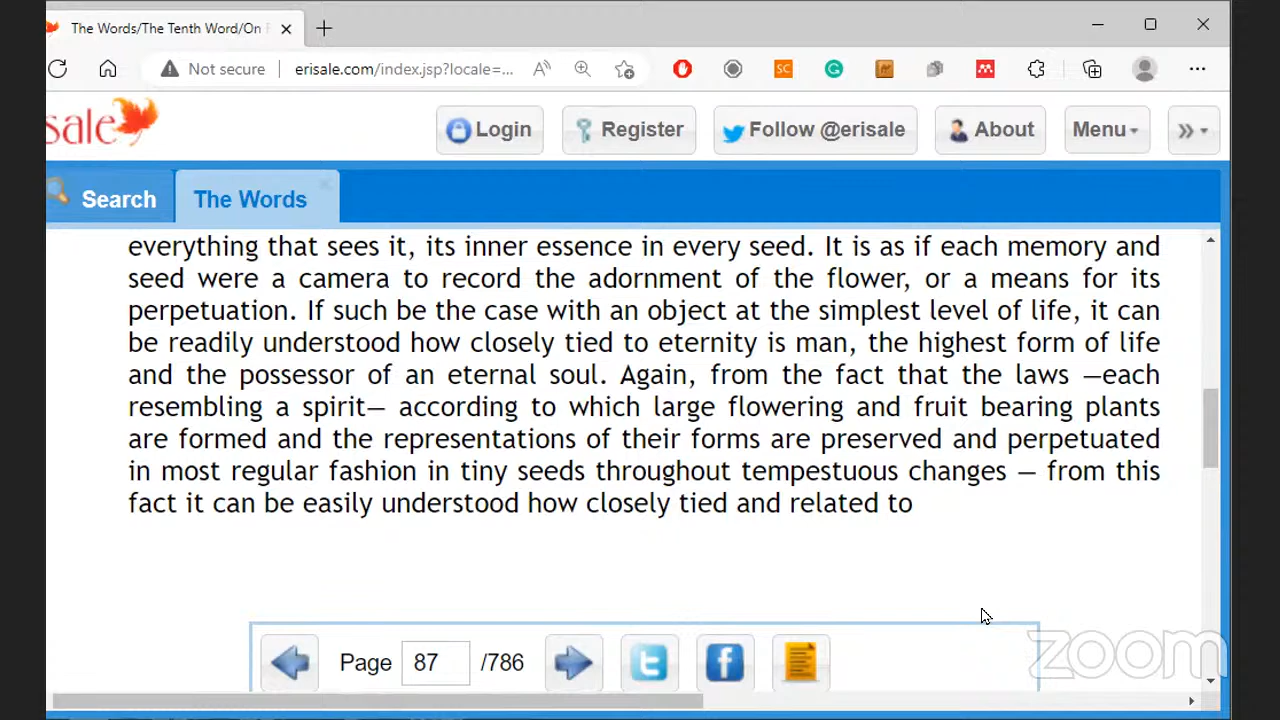 The Words/The Tenth Word/On
Not secure erisale.com/index.jsp?locale=...
sale
Login Register Follow @erisale About Menu
Search The Words
everything that sees it, its inner essence in every seed. It is as if each memory and
seed were a camera to record the adornment of the flower, or a means for its
perpetuation. If such be the case with an object at the simplest level of life, it can
be readily understood how closely tied to eternity is man, the highest form of life
and the possessor of an eternal soul. Again, from the fact that the laws —each
resembling a spirit— according to which large flowering and fruit bearing plants
are formed and the representations of their forms are preserved and perpetuated
in most regular fashion in tiny seeds throughout tempestuous changes — from this
fact it can be easily understood how closely tied and related to
Page 87 /786
zoom